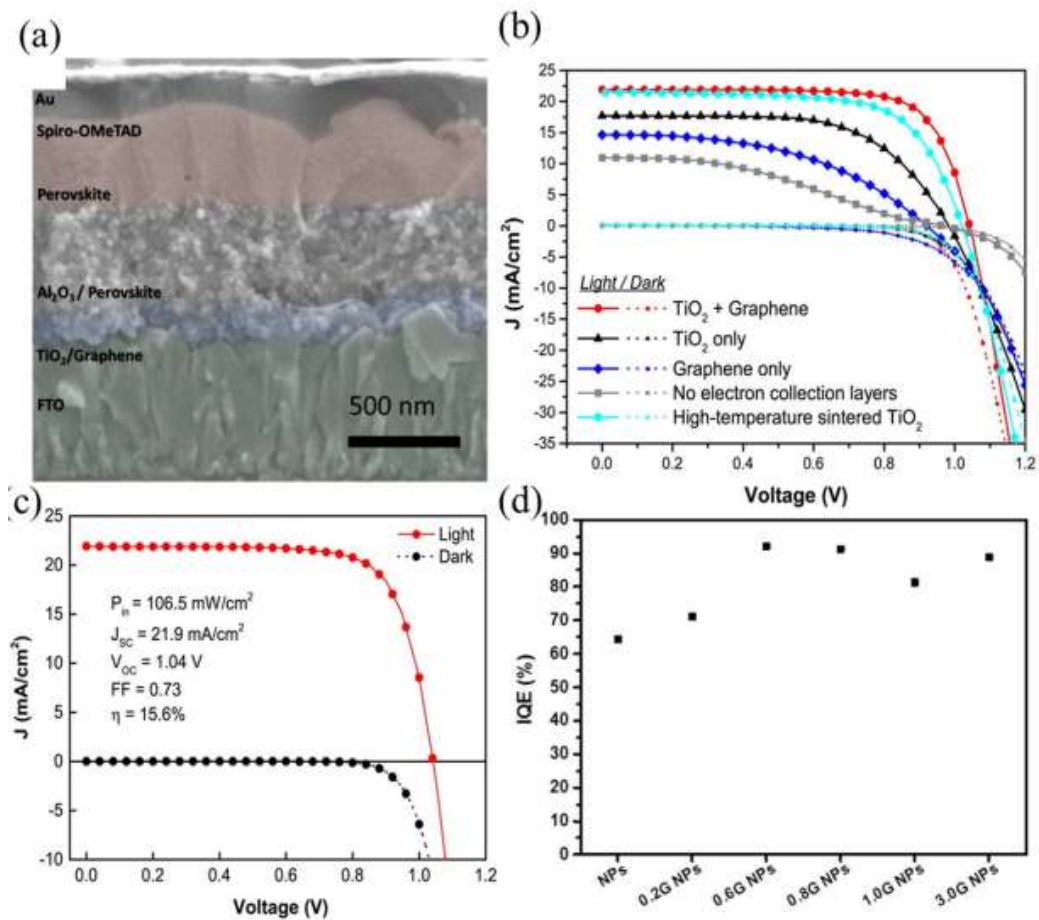 (a)
Au
Spiro-OMeTAD
Perovskite
Al₂O₃/ Perovskite
TiO₂/Graphene
FTO
500 nm
(b)
25
20
15
10
5
0
-5
-10
-15
-20
-25
-30
-35
J (mA/cm²)
Light / Dark
TiO₂ + Graphene
TiO₂ only
Graphene only
No electron collection layers
High-temperature sintered TiO₂
0.0 0.2 0.4 0.6 0.8 1.0 1.2
Voltage (V)
(c)
25
20
15
10
5
0
-5
-10
J (mA/cm²)
Light
Dark
P_in = 106.5 mW/cm²
J_SC = 21.9 mA/cm²
V_OC = 1.04 V
FF = 0.73
η = 15.6%
0.0 0.2 0.4 0.6 0.8 1.0 1.2
Voltage (V)
(d)
100
90
80
70
60
50
40
30
20
10
0
IQE (%)
NPs 0.2G NPs 0.6G NPs 0.8G NPs 1.0G NPs 3.0G NPs